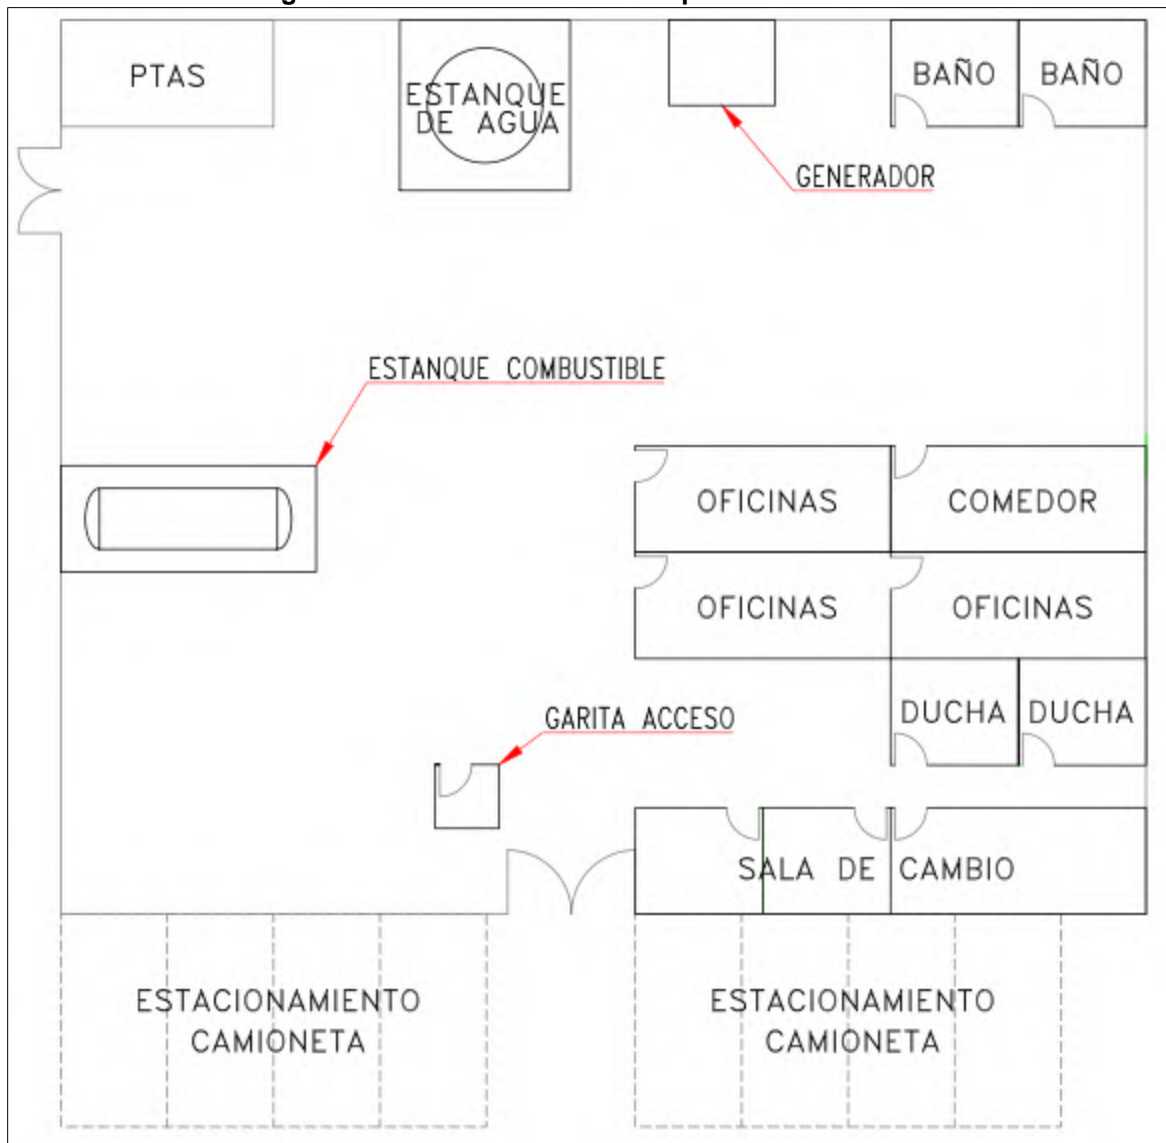 PTAS
ESTANQUE
DE AGUA
BAÑO
BAÑO
GENERADOR
ESTANQUE COMBUSTIBLE
OFICINAS
COMEDOR
OFICINAS
OFICINAS
DUCHA
DUCHA
GARITA ACCESO
SALA DE CAMBIO
ESTACIONAMIENTO
CAMIONETA
ESTACIONAMIENTO
CAMIONETA